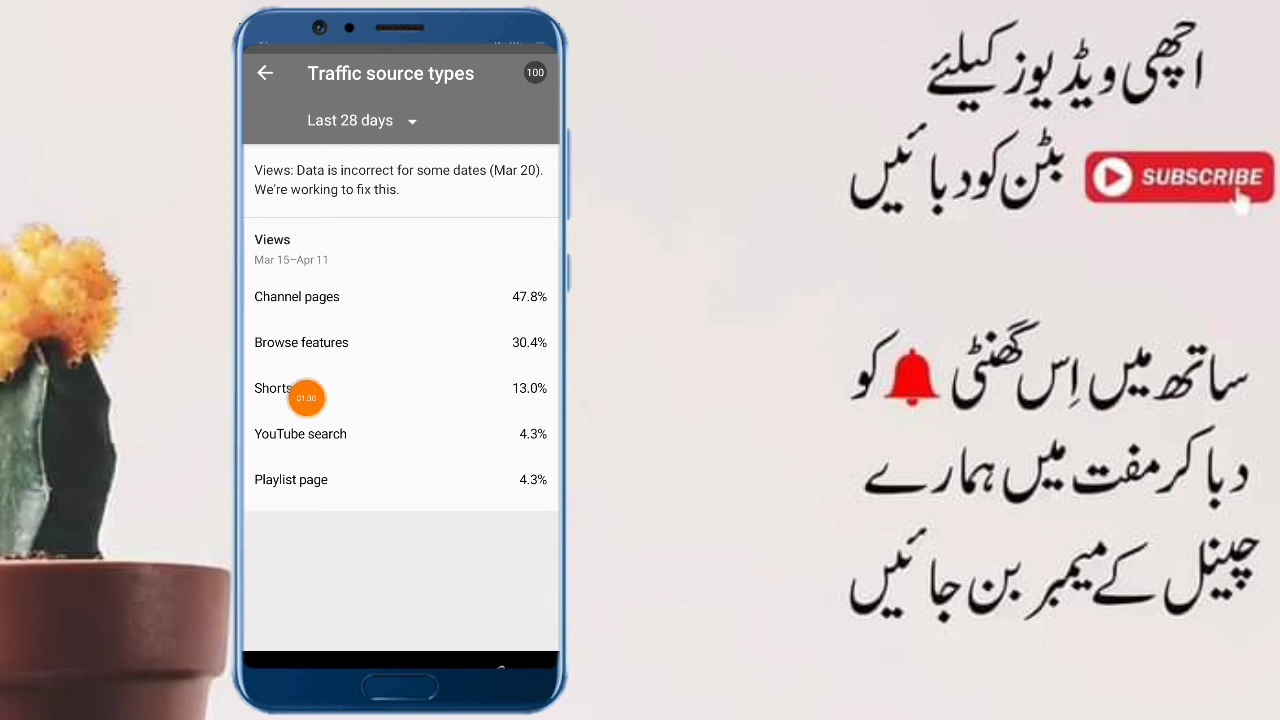 Traffic source types
100
Last 28 days
Views: Data is incorrect for some dates (Mar 20).
We're working to fix this.
Views
Mar 15–Apr 11
Channel pages 47.8%
Browse features 30.4%
Shorts 13.0%
01:30
YouTube search 4.3%
Playlist page 4.3%
اچھی ویڈیوز کیلئے
SUBSCRIBE بٹن کو دبائیں
ساتھ میں اِس گھنٹی کو
دبا کر مفت میں ہمارے
چینل کے میمبر بن جائیں